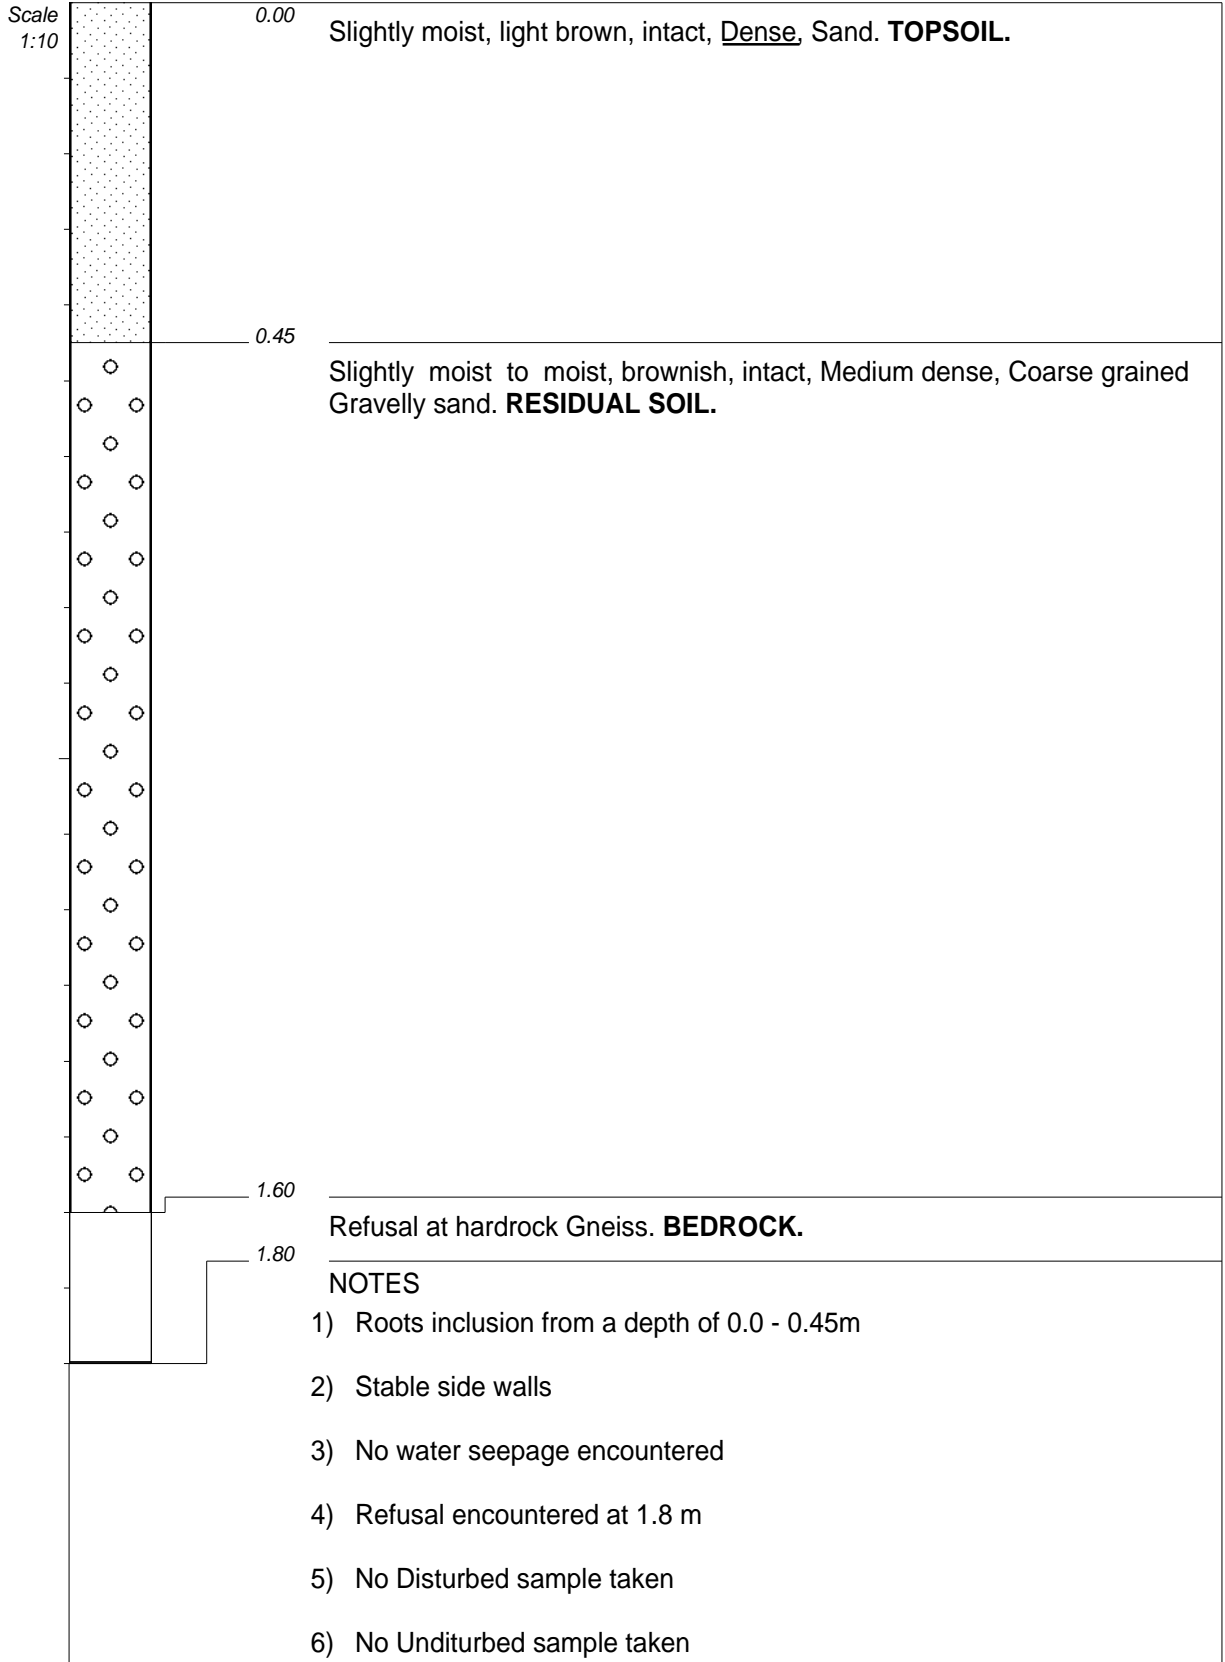 Scale
1:10
0.00
Slightly moist, light brown, intact, Dense, Sand. TOPSOIL.
0.45
Slightly moist to moist, brownish, intact, Medium dense, Coarse grained
Gravelly sand. RESIDUAL SOIL.
1.60
Refusal at hardrock Gneiss. BEDROCK.
1.80
NOTES
1) Roots inclusion from a depth of 0.0 - 0.45m
2) Stable side walls
3) No water seepage encountered
4) Refusal encountered at 1.8 m
5) No Disturbed sample taken
6) No Unditurbed sample taken